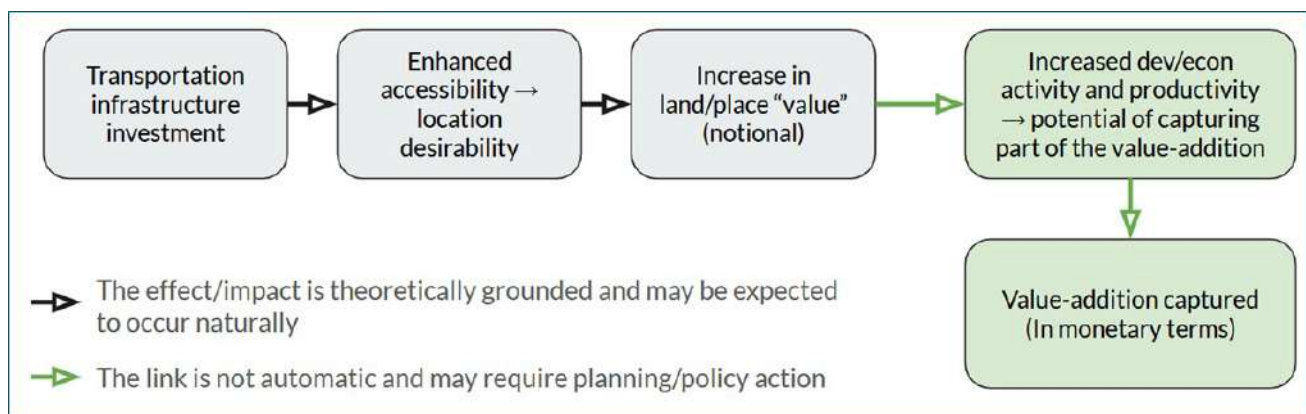 Transportation
infrastructure
investment
Enhanced
accessibility →
location
desirability
Increase in
land/place “value”
(notional)
Increased dev/econ
activity and productivity
→ potential of capturing
part of the value-addition
Value-addition captured
(In monetary terms)
The effect/impact is theoretically grounded and may be expected
to occur naturally
The link is not automatic and may require planning/policy action